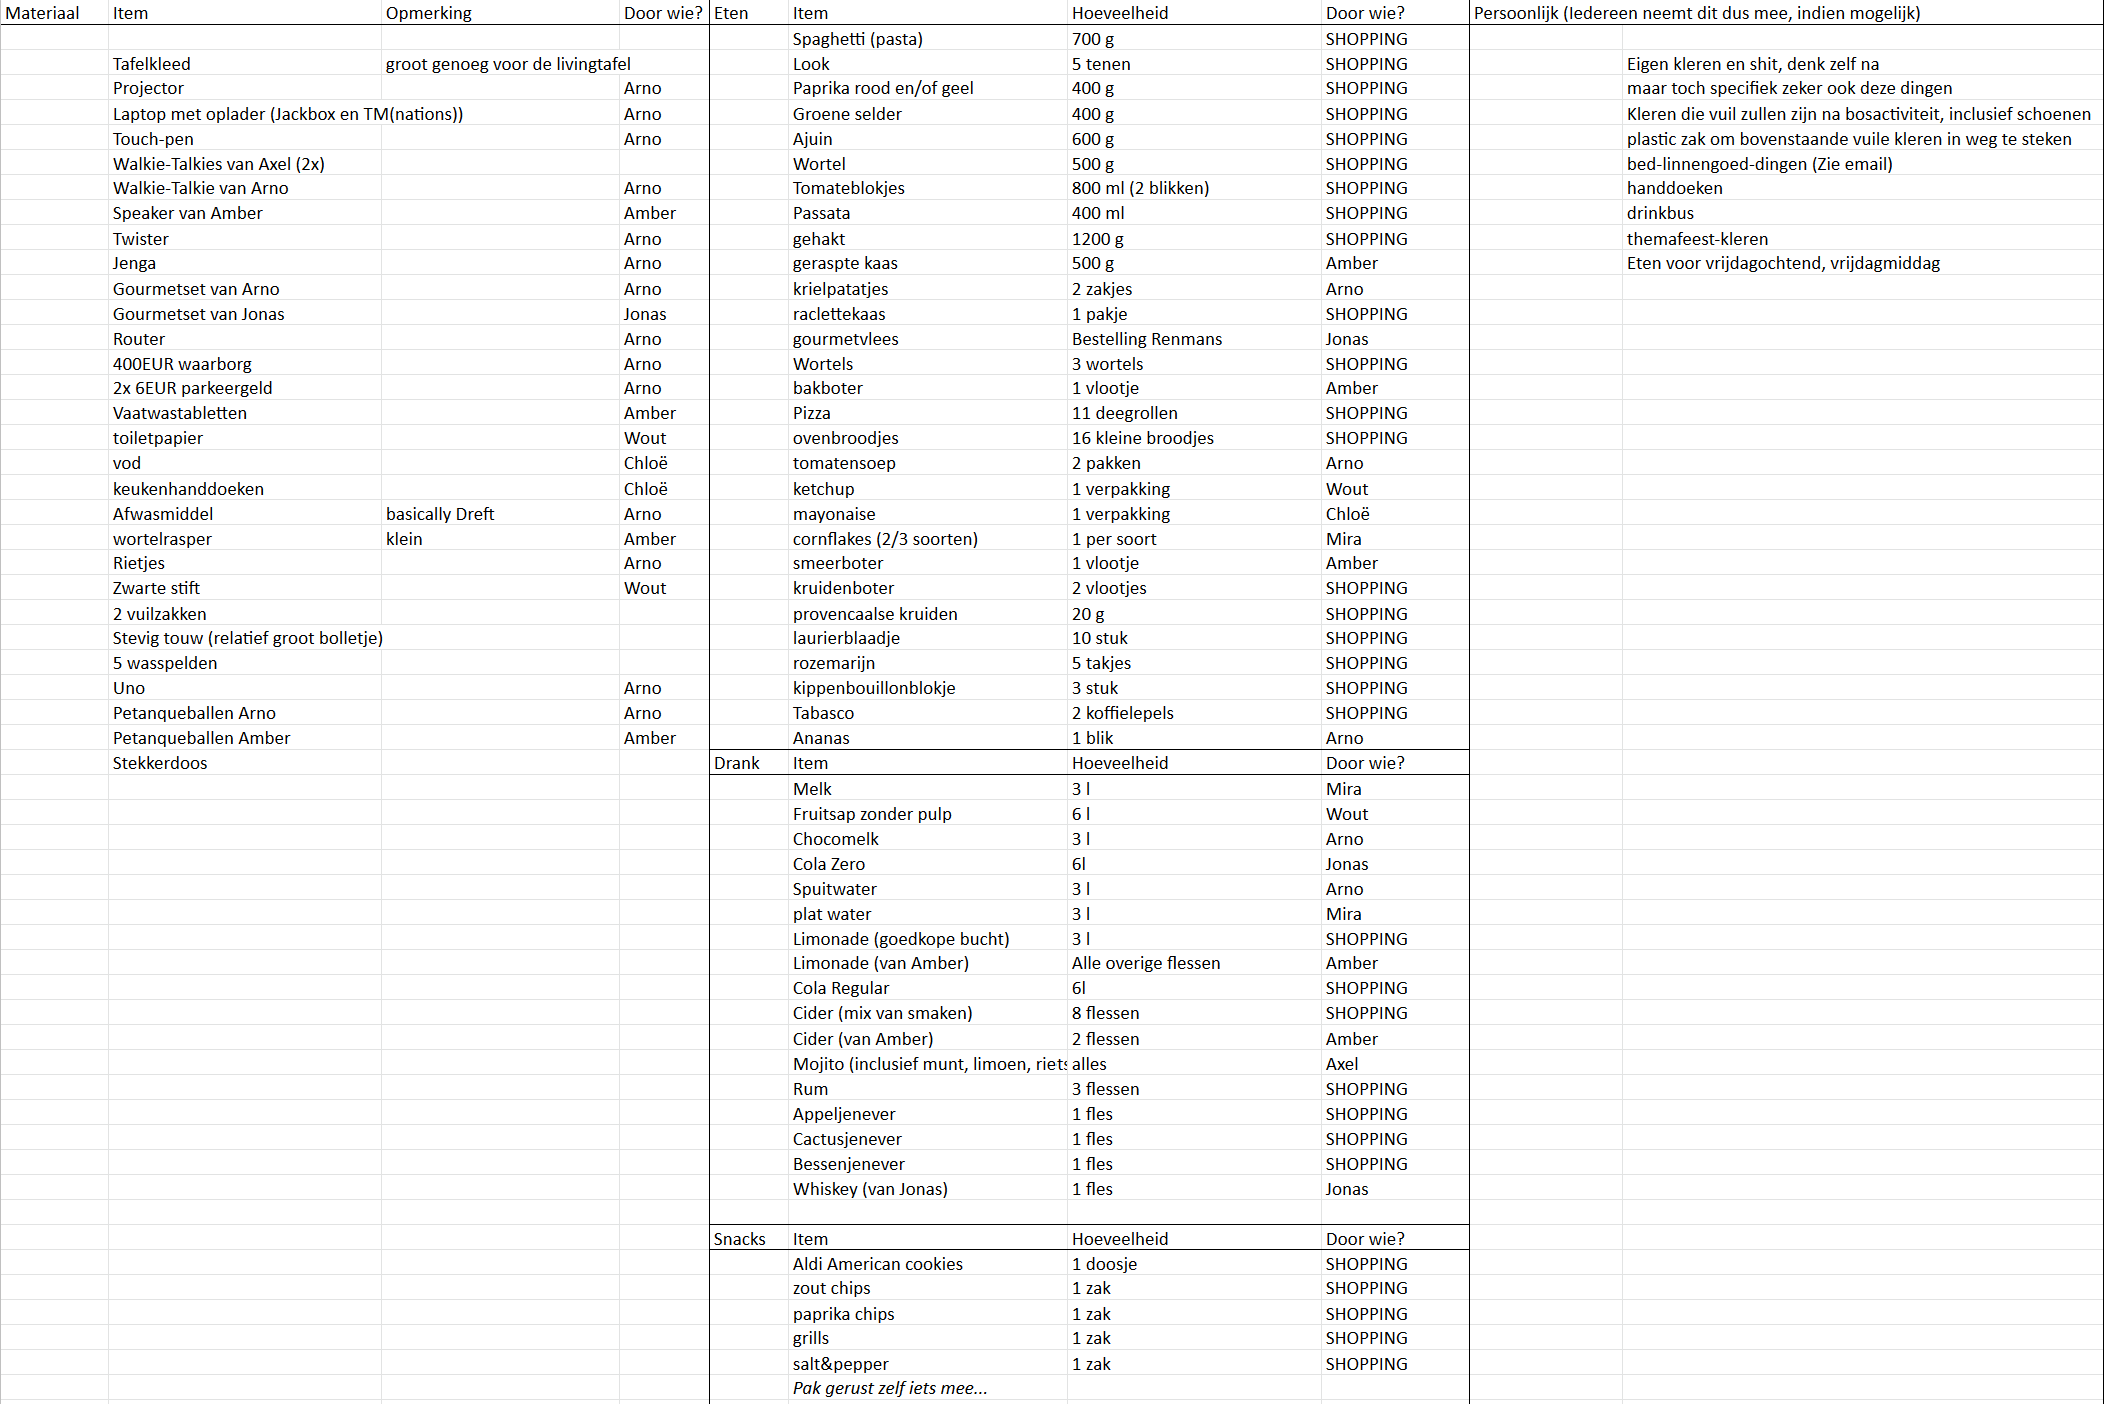 Materiaal Item Opmerking Door wie? Eten Item Hoeveelheid Door wie? Persoonlijk (Iedereen neemt dit dus mee, indien mogelijk)
Spaghetti (pasta) 700 g SHOPPING
Tafelkleed groot genoeg voor de livingtafel Look 5 tenen SHOPPING Eigen kleren en shit, denk zelf na
Projector Arno Paprika rood en/of geel 400 g SHOPPING maar toch specifiek zeker ook deze dingen
Laptop met oplader (Jackbox en TM(nations)) Arno Groene selder 400 g SHOPPING Kleren die vuil zullen zijn na bosactiviteit, inclusief schoenen
Touch-pen Arno Ajuin 600 g SHOPPING plastic zak om bovenstaande vuile kleren in weg te steken
Walkie-Talkies van Axel (2x) Wortel 500 g SHOPPING bed-linnengoed-dingen (Zie email)
Walkie-Talkie van Arno Arno Tomateblokjes 800 ml (2 blikken) SHOPPING handdoeken
Speaker van Amber Amber Passata 400 ml SHOPPING drinkbus
Twister Arno gehakt 1200 g SHOPPING themafeest-kleren
Jenga Arno geraspte kaas 500 g Amber Eten voor vrijdagochtend, vrijdagmiddag
Gourmetset van Arno Arno krielpatatjes 2 zakjes Arno
Gourmetset van Jonas Jonas raclettekaas 1 pakje SHOPPING
Router Arno gourmetvlees Bestelling Renmans Jonas
400EUR waarborg Arno Wortels 3 wortels SHOPPING
2x 6EUR parkeergeld Arno bakboter 1 vlootje Amber
Vaatwastabletten Amber Pizza 11 deegrollen SHOPPING
toiletpapier Wout ovenbroodjes 16 kleine broodjes SHOPPING
vod Chloë tomatensoep 2 pakken Arno
keukenhanddoeken Chloë ketchup 1 verpakking Wout
Afwasmiddel basically Dreft Arno mayonaise 1 verpakking Chloë
wortelrasper klein Amber cornflakes (2/3 soorten) 1 per soort Mira
Rietjes Arno smeerboter 1 vlootje Amber
Zwarte stift Wout kruidenboter 2 vlootjes SHOPPING
2 vuilzakken provencaalse kruiden 20 g SHOPPING
Stevig touw (relatief groot bolletje) laurierblaadje 10 stuk SHOPPING
5 wasspelden rozemarijn 5 takjes SHOPPING
Uno Arno kippenbouillonblokje 3 stuk SHOPPING
Petanqueballen Arno Arno Tabasco 2 koffielepels SHOPPING
Petanqueballen Amber Amber Ananas 1 blik Arno
Stekkerdoos Drank Item Hoeveelheid Door wie?
Melk 3 l Mira
Fruitsap zonder pulp 6 l Wout
Chocomelk 3 l Arno
Cola Zero 6l Jonas
Spuitwater 3 l Arno
plat water 3 l Mira
Limonade (goedkope bucht) 3 l SHOPPING
Limonade (van Amber) Alle overige flessen Amber
Cola Regular 6l SHOPPING
Cider (mix van smaken) 8 flessen SHOPPING
Cider (van Amber) 2 flessen Amber
Mojito (inclusief munt, limoen, riets alles Axel
Rum 3 flessen SHOPPING
Appeljenever 1 fles SHOPPING
Cactusjenever 1 fles SHOPPING
Bessenjenever 1 fles SHOPPING
Whiskey (van Jonas) 1 fles Jonas
Snacks Item Hoeveelheid Door wie?
Aldi American cookies 1 doosje SHOPPING
zout chips 1 zak SHOPPING
paprika chips 1 zak SHOPPING
grills 1 zak SHOPPING
salt&pepper 1 zak SHOPPING
Pak gerust zelf iets mee...